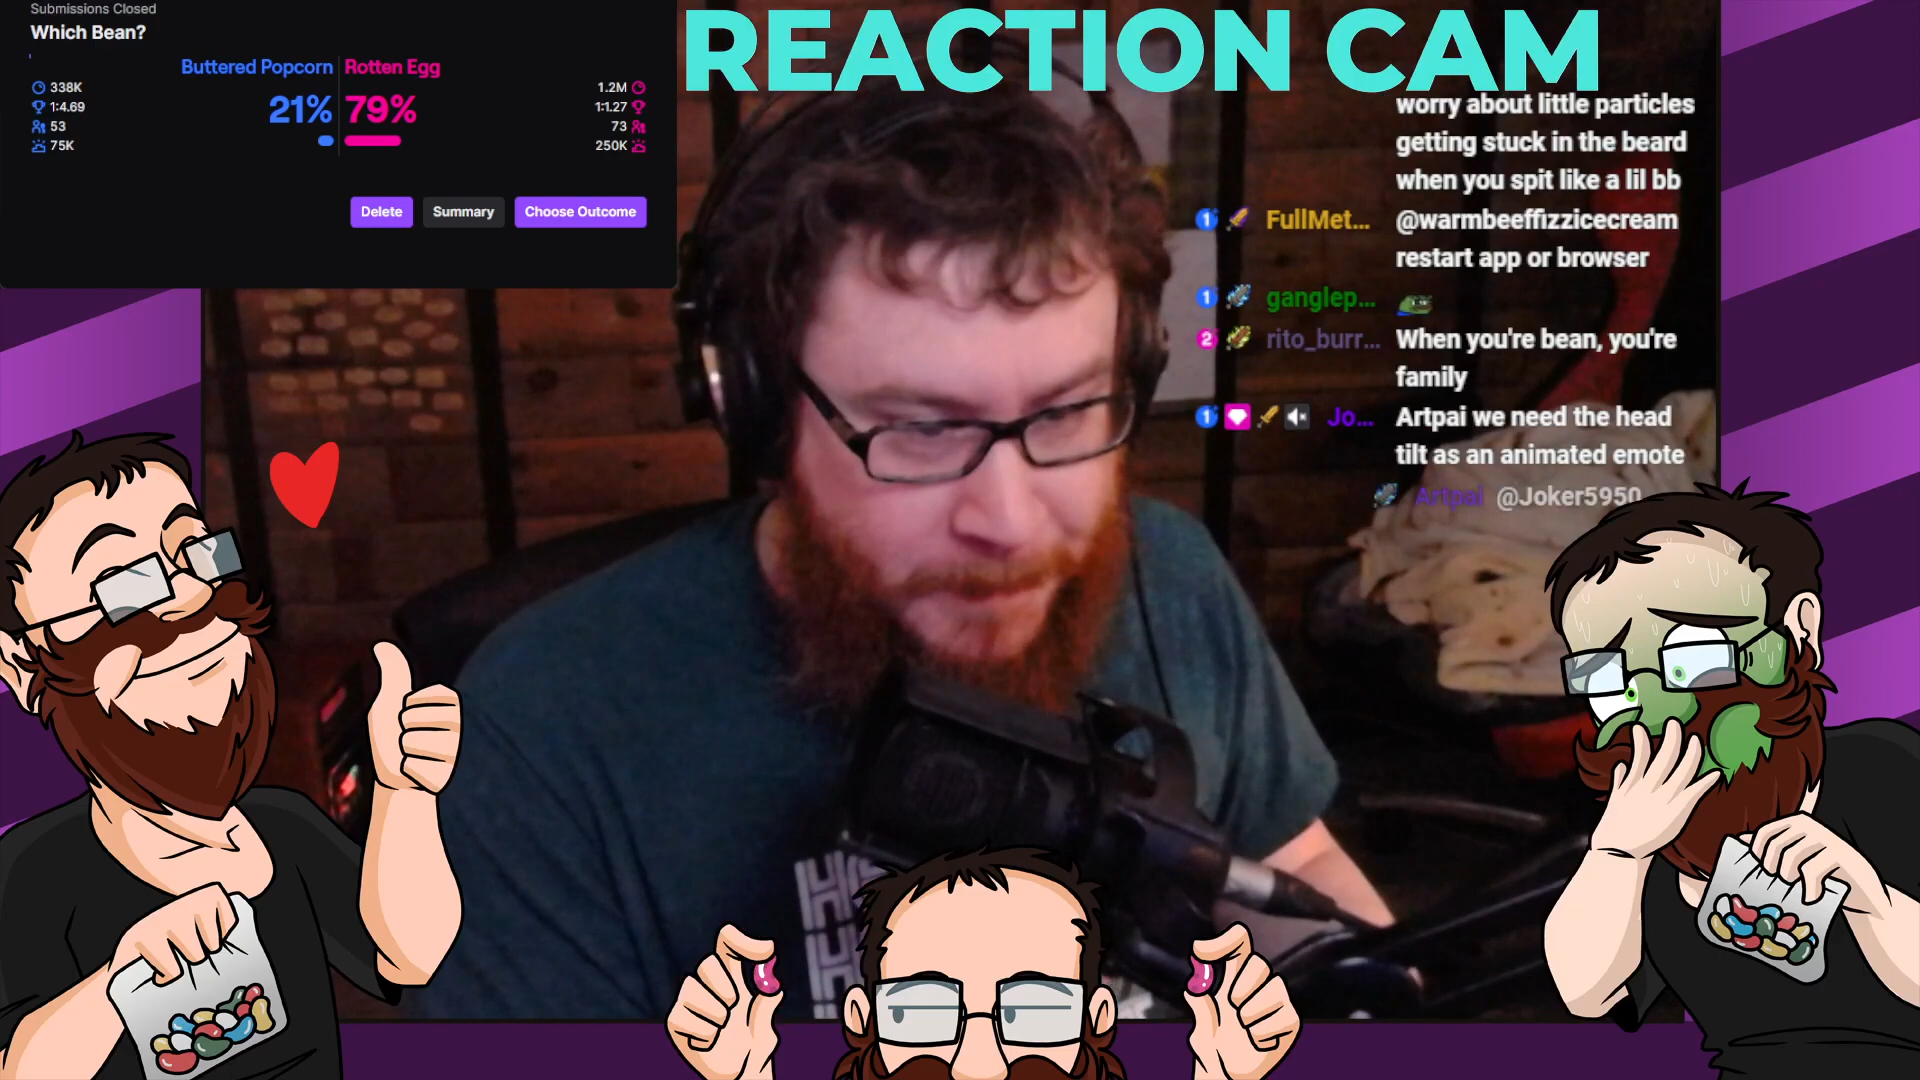 Submissions Closed
Which Bean?
Buttered Popcorn Rotten Egg
21% 79%
338K
1:4.69
53
75K
1.2M
1:1.27
73
250K
Delete Summary Choose Outcome
REACTION CAM
worry about little particles
getting stuck in the beard
when you spit like a lil bb
FullMet... @warmbeeffizzicecream
restart app or browser
ganglep...
rito_burr... When you're bean, you're
family
Jo... Artpai we need the head
tilt as an animated emote
Artpai @Joker5950